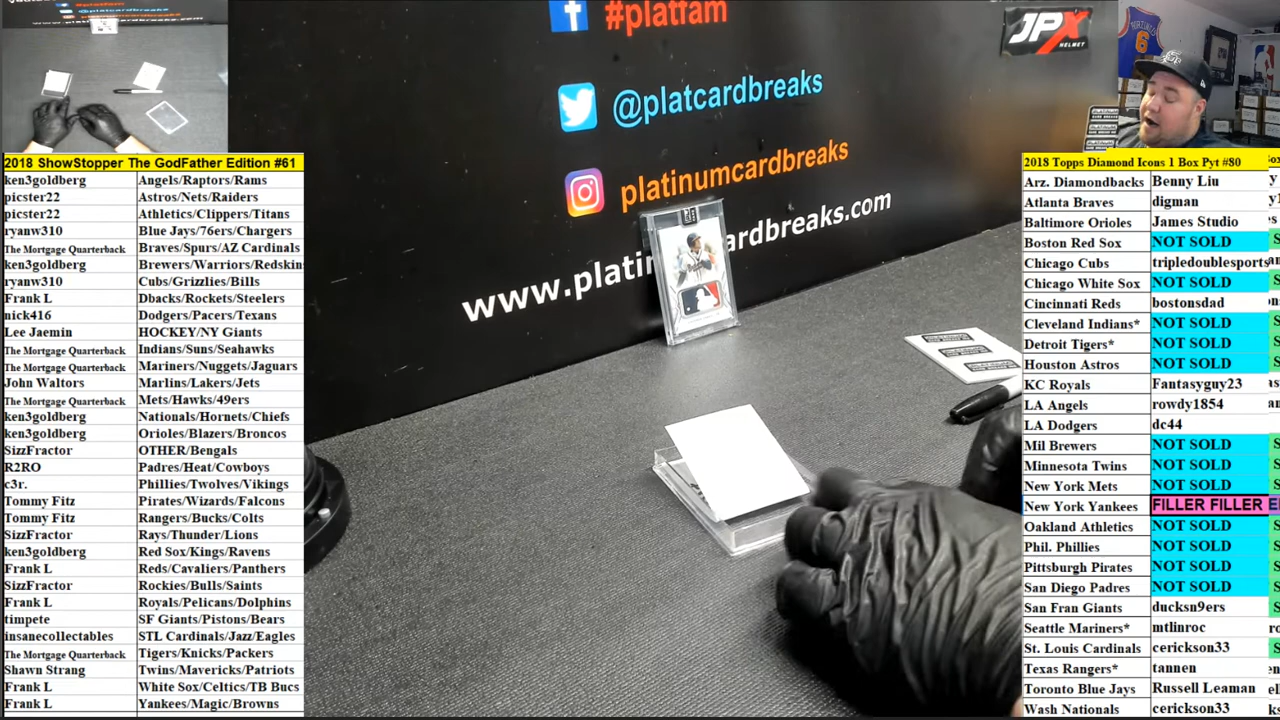 #platfam
@platcardbreaks
platinumcardbreaks
www.plati rdbreaks.com
JPX
HELMET
6
2018 ShowStopper The GodFather Edition #61
ken3goldberg Angels/Raptors/Rams
picster22 Astros/Nets/Raiders
picster22 Athletics/Clippers/Titans
ryanw310 Blue Jays/76ers/Chargers
The Mortgage Quarterback Braves/Spurs/AZ Cardinals
ken3goldberg Brewers/Warriors/Redskin
ryanw310 Cubs/Grizzlies/Bills
Frank L Dbacks/Rockets/Steelers
nick416 Dodgers/Pacers/Texans
Lee Jaemin HOCKEY/NY Giants
The Mortgage Quarterback Indians/Suns/Seahawks
The Mortgage Quarterback Mariners/Nuggets/Jaguars
John Waltors Marlins/Lakers/Jets
The Mortgage Quarterback Mets/Hawks/49ers
ken3goldberg Nationals/Hornets/Chiefs
ken3goldberg Orioles/Blazers/Broncos
SizzFractor OTHER/Bengals
R2RO Padres/Heat/Cowboys
c3r. Phillies/Twolves/Vikings
Tommy Fitz Pirates/Wizards/Falcons
Tommy Fitz Rangers/Bucks/Colts
SizzFractor Rays/Thunder/Lions
ken3goldberg Red Sox/Kings/Ravens
Frank L Reds/Cavaliers/Panthers
SizzFractor Rockies/Bulls/Saints
Frank L Royals/Pelicans/Dolphins
timpete SF Giants/Pistons/Bears
insanecollectables STL Cardinals/Jazz/Eagles
The Mortgage Quarterback Tigers/Knicks/Packers
Shawn Strang Twins/Mavericks/Patriots
Frank L White Sox/Celtics/TB Bucs
Frank L Yankees/Magic/Browns
2018 Topps Diamond Icons 1 Box Pyt #80
Arz. Diamondbacks Benny Liu
Atlanta Braves digman
Baltimore Orioles James Studio
Boston Red Sox NOT SOLD
Chicago Cubs tripledoublesports
Chicago White Sox NOT SOLD
Cincinnati Reds bostonsdad
Cleveland Indians* NOT SOLD
Detroit Tigers* NOT SOLD
Houston Astros NOT SOLD
KC Royals Fantasyguy23
LA Angels rowdy1854
LA Dodgers dc44
Mil Brewers NOT SOLD
Minnesota Twins NOT SOLD
New York Mets NOT SOLD
New York Yankees FILLER FILLER
Oakland Athletics NOT SOLD
Phil. Phillies NOT SOLD
Pittsburgh Pirates NOT SOLD
San Diego Padres NOT SOLD
San Fran Giants ducksn9ers
Seattle Mariners* mtlinroc
St. Louis Cardinals cerickson33
Texas Rangers* tannen
Toronto Blue Jays Russell Leaman
Wash Nationals cerickson33